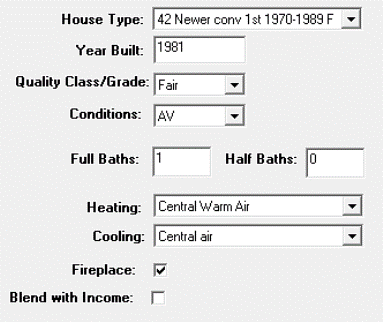 House Type: 42 Newer conv 1st 1970-1989 F
Year Built: 1981
Quality Class/Grade: Fair
Conditions: AV
Full Baths: 1 Half Baths: 0
Heating: Central Warm Air
Cooling: Central air
Fireplace:
Blend with Income: